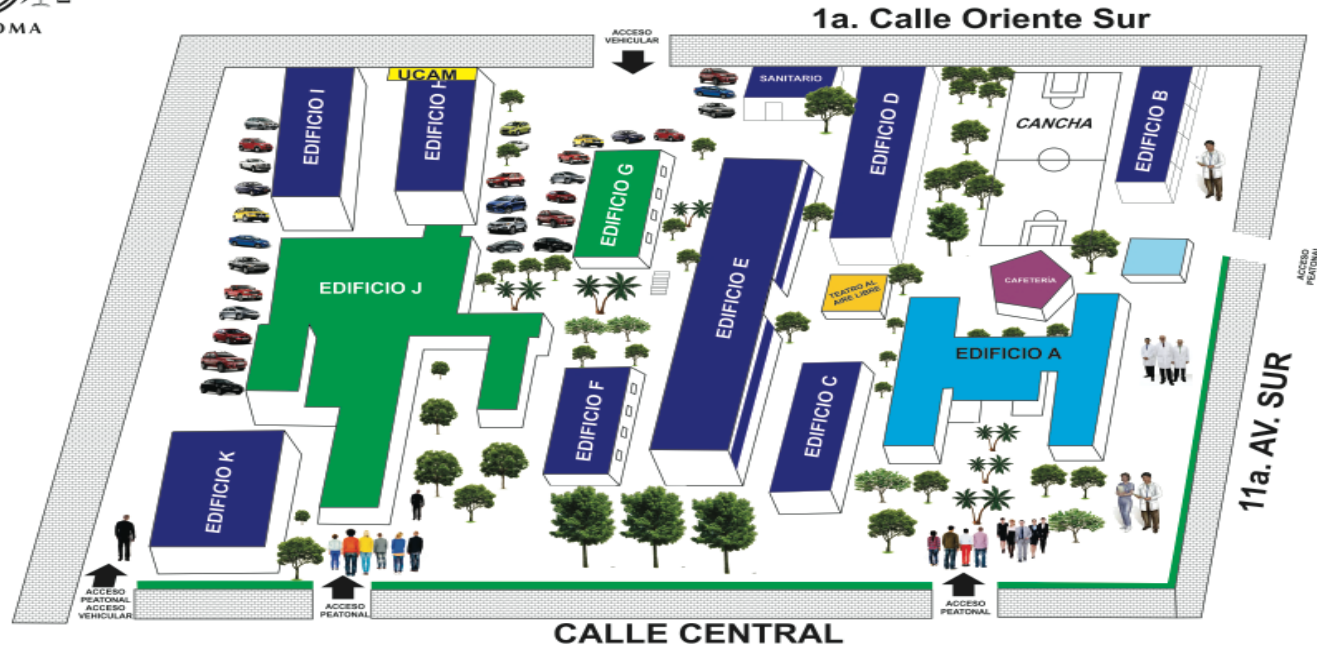 OMA
1a. Calle Oriente Sur
ACCESO
VEHICULAR
UCAM
SANITARIO
EDIFICIO I
EDIFICIO H
EDIFICIO D
CANCHA
EDIFICIO B
EDIFICIO G
ACCESO
PEATONAL
EDIFICIO J
EDIFICIO E
TEATRO AL
AIRE LIBRE
CAFETERÍA
EDIFICIO A
EDIFICIO F
EDIFICIO C
11a. AV. SUR
EDIFICIO K
ACCESO
PEATONAL
ACCESO
VEHICULAR
ACCESO
PEATONAL
ACCESO
PEATONAL
CALLE CENTRAL